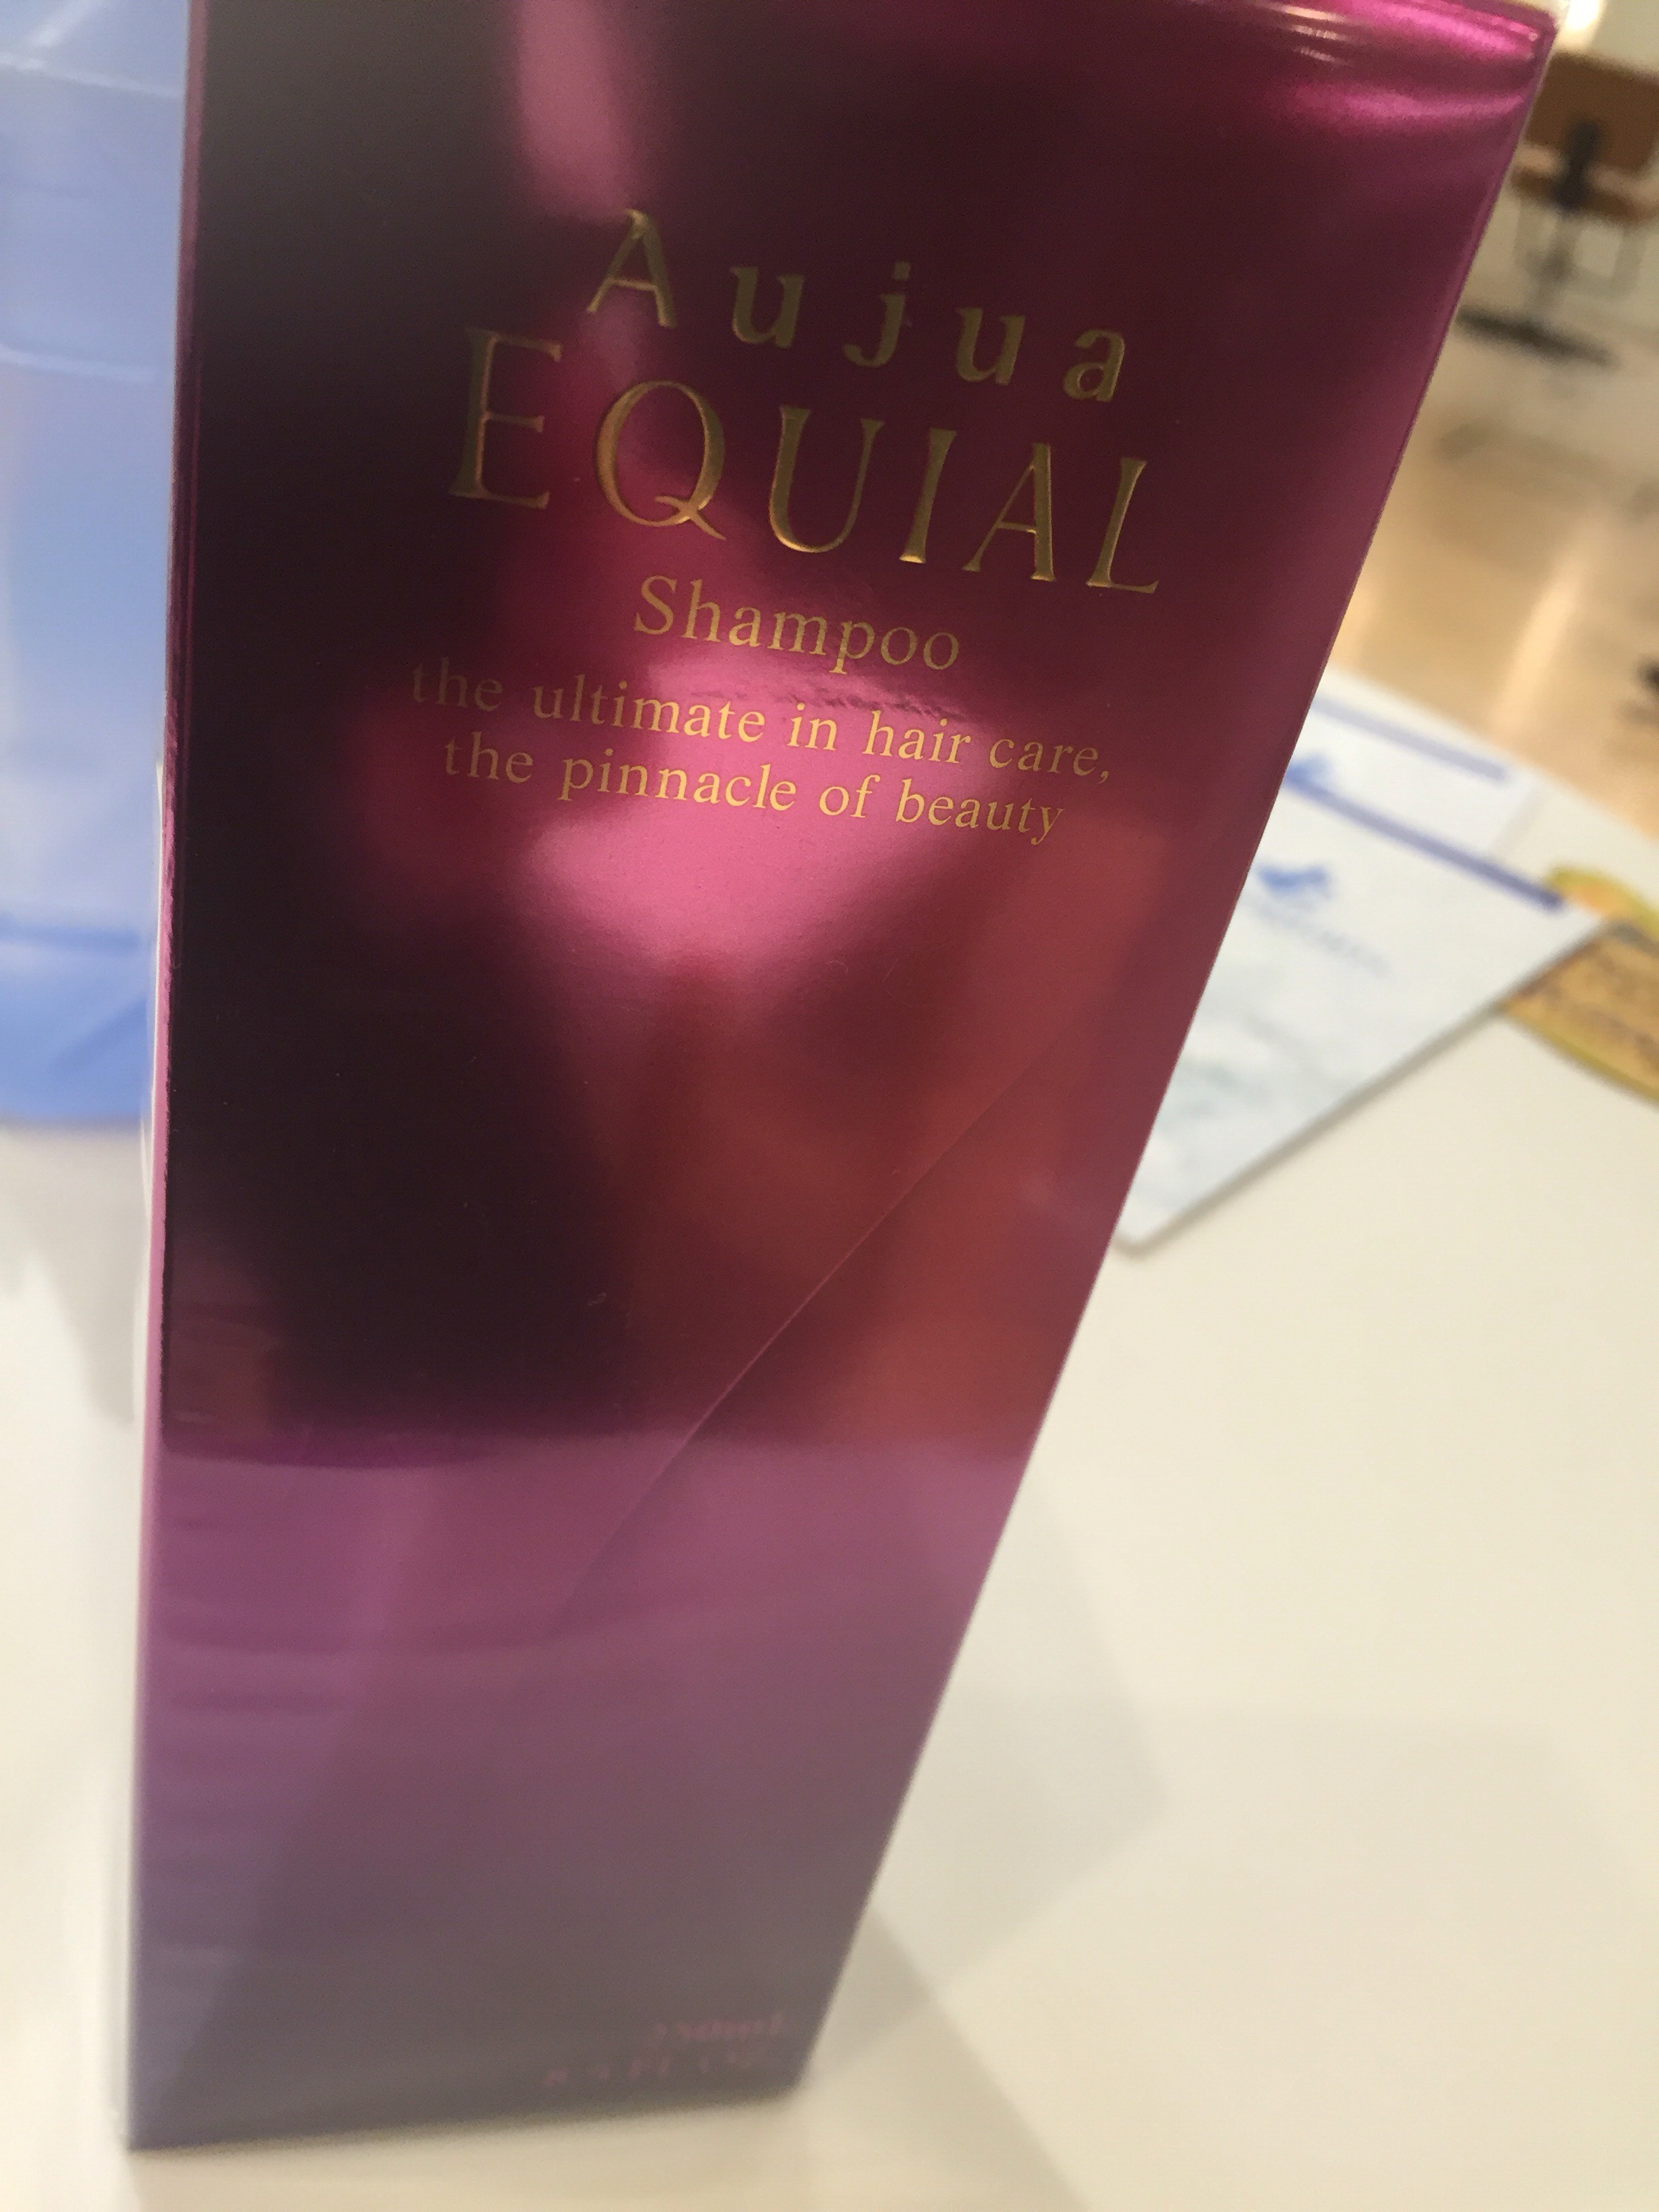 Aujua
EQUIAL
Shampoo
the ultimate in hair care,
the pinnacle of beauty